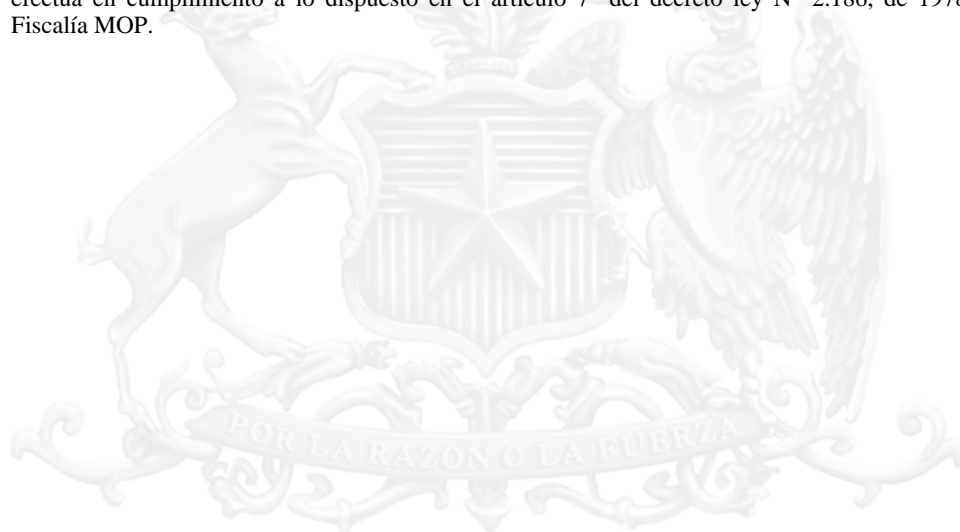 efectúa en cumplimiento a lo dispuesto en el artículo 7° del decreto ley N° 2.186, de 1978.
Fiscalía MOP.
POR LA RAZON O LA FUERZA